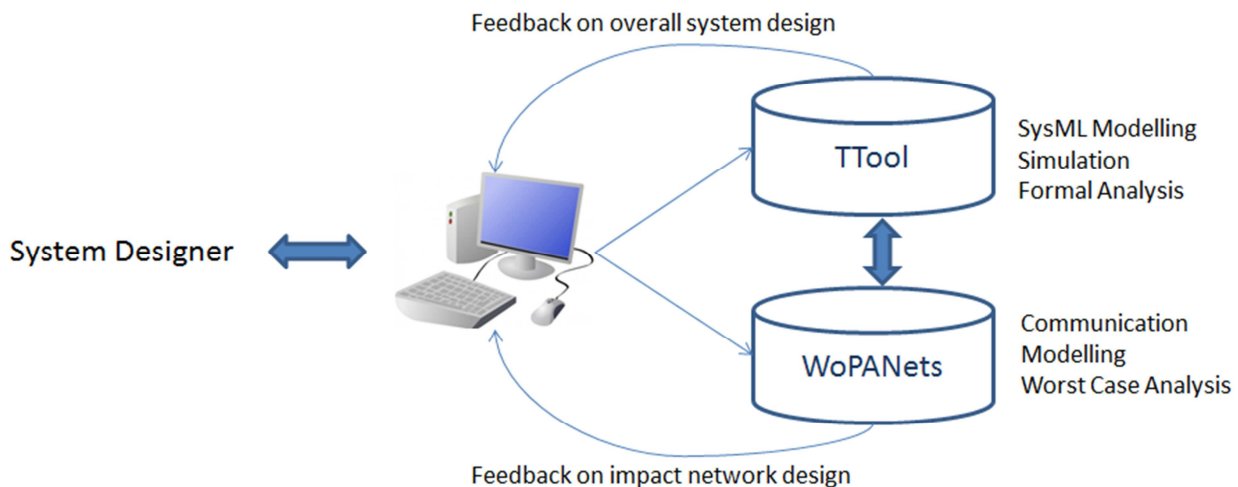 Feedback on overall system design
TTool
SysML Modelling
Simulation
Formal Analysis
System Designer
WoPANets
Communication
Modelling
Worst Case Analysis
Feedback on impact network design